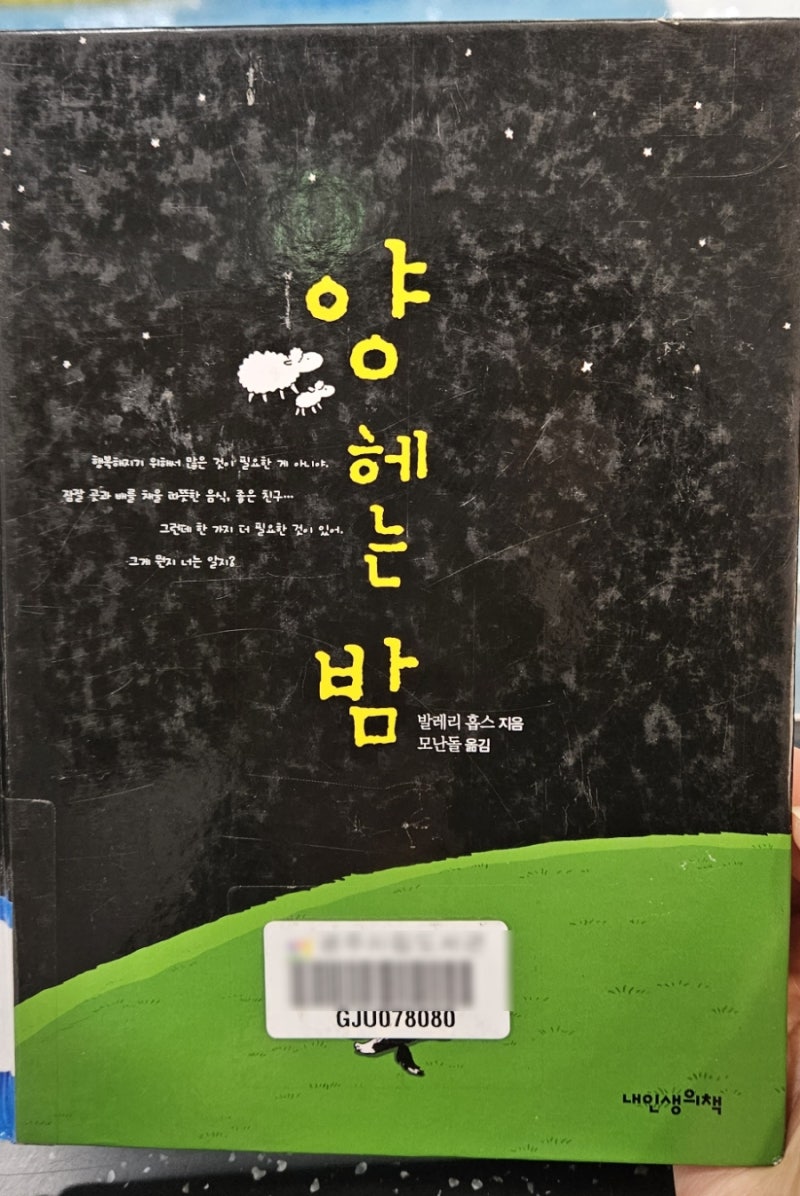 양
헤는
밤
행복해지기 위해서 많은 것이 필요한 게 아니야.
잠잘 곳과 배를 채울 따뜻한 음식, 좋은 친구…
그런데 한 가지 더 필요한 것이 있어.
그게 뭔지 너는 알지?
발레리 홉스 지음
모난돌 옮김
GJU078080
내인생의책